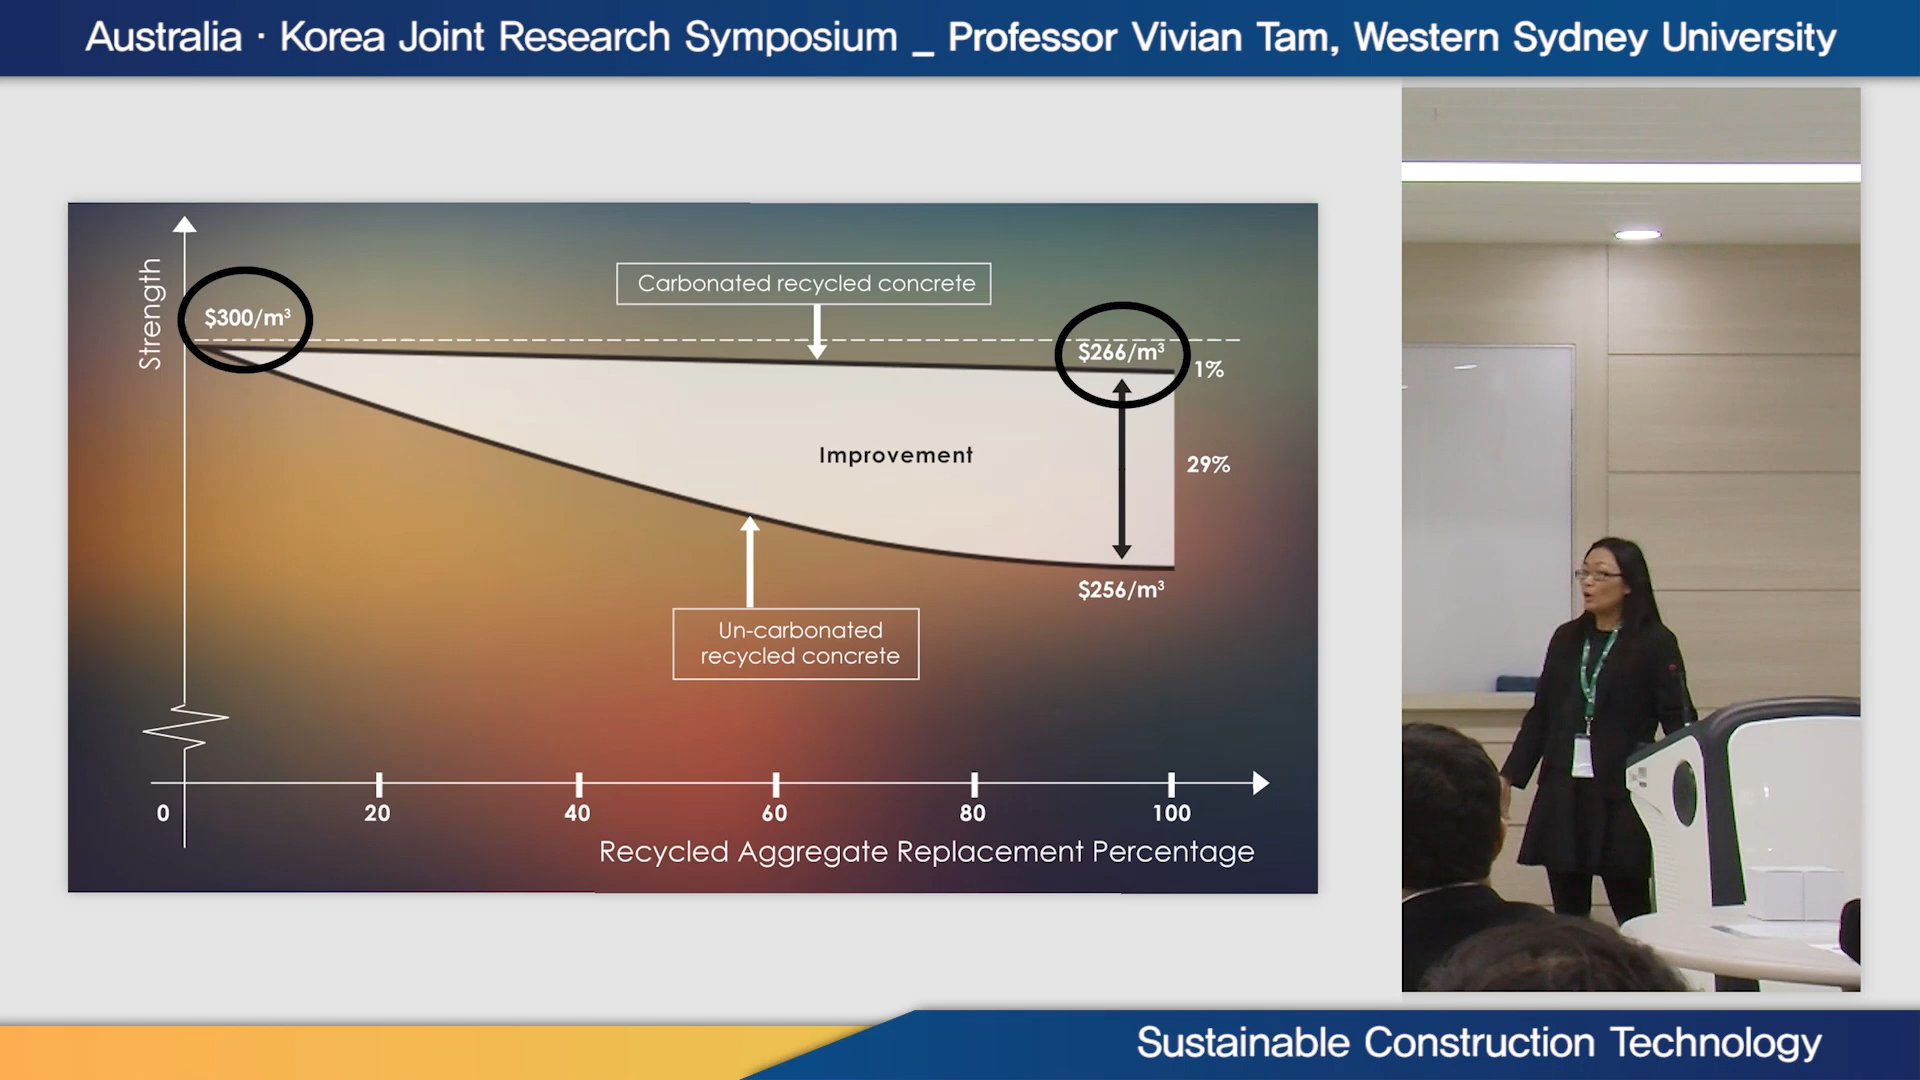 Australia · Korea Joint Research Symposium _ Professor Vivian Tam, Western Sydney University
Strength
$300/m³
Carbonated recycled concrete
$266/m³
1%
Improvement
29%
$256/m³
Un-carbonated
recycled concrete
0
20
40
60
80
100
Recycled Aggregate Replacement Percentage
Sustainable Construction Technology